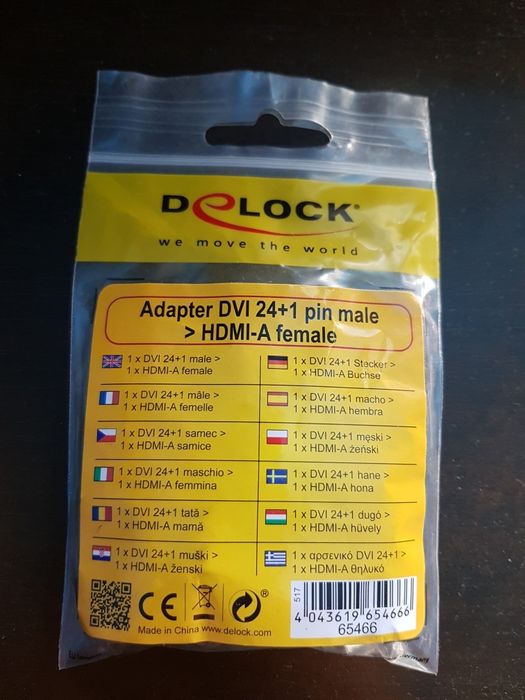 DeLOCK®
we move the world
Adapter DVI 24+1 pin male
> HDMI-A female
1 x DVI 24+1 male >
1 x HDMI-A female
1 x DVI 24+1 Stecker >
1 x HDMI-A Buchse
1 x DVI 24+1 mâle >
1 x HDMI-A femelle
1 x DVI 24+1 macho >
1 x HDMI-A hembra
1 x DVI 24+1 samec >
1 x HDMI-A samice
1 x DVI 24+1 męski >
1 x HDMI-A żeński
1 x DVI 24+1 maschio >
1 x HDMI-A femmina
1 x DVI 24+1 hane >
1 x HDMI-A hona
1 x DVI 24+1 tată >
1 x HDMI-A mamă
1 x DVI 24+1 dugó >
1 x HDMI-A hüvely
1 x DVI 24+1 muški >
1 x HDMI-A ženski
1 x αρσενικό DVI 24+1 >
1 x HDMI-A θηλυκό
CE
®
Made in China www.delock.com
517
4 043619 654666
65466